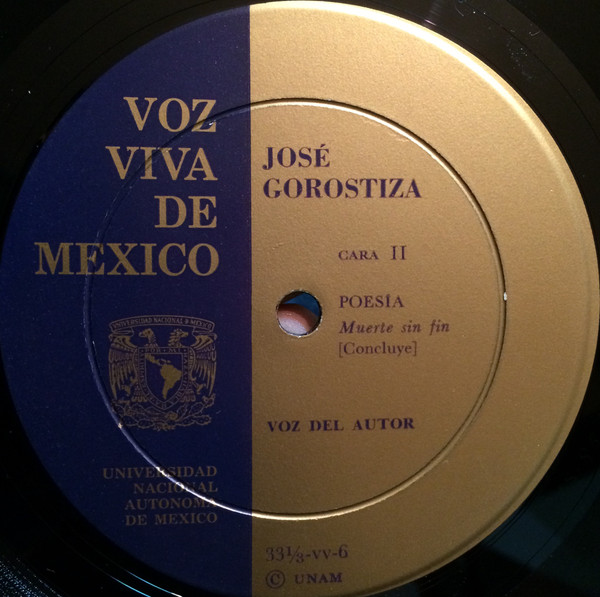 VOZ
VIVA
DE
MEXICO
UNIVERSIDAD
NACIONAL
AUTONOMA
DE MEXICO
JOSÉ
GOROSTIZA
CARA II
POESÍA
Muerte sin fin
[Concluye]
VOZ DEL AUTOR
33⅓-VV-6
© UNAM